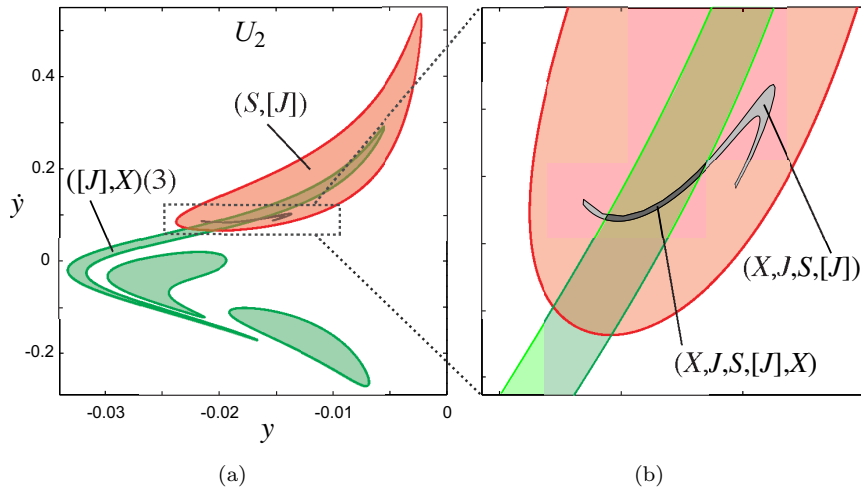 U₂
0.4
(S,[J])
0.2
([J],X)(3)
ẏ
0
-0.2
-0.03
-0.02
-0.01
0
y
(a)
(X,J,S,[J])
(X,J,S,[J],X)
(b)